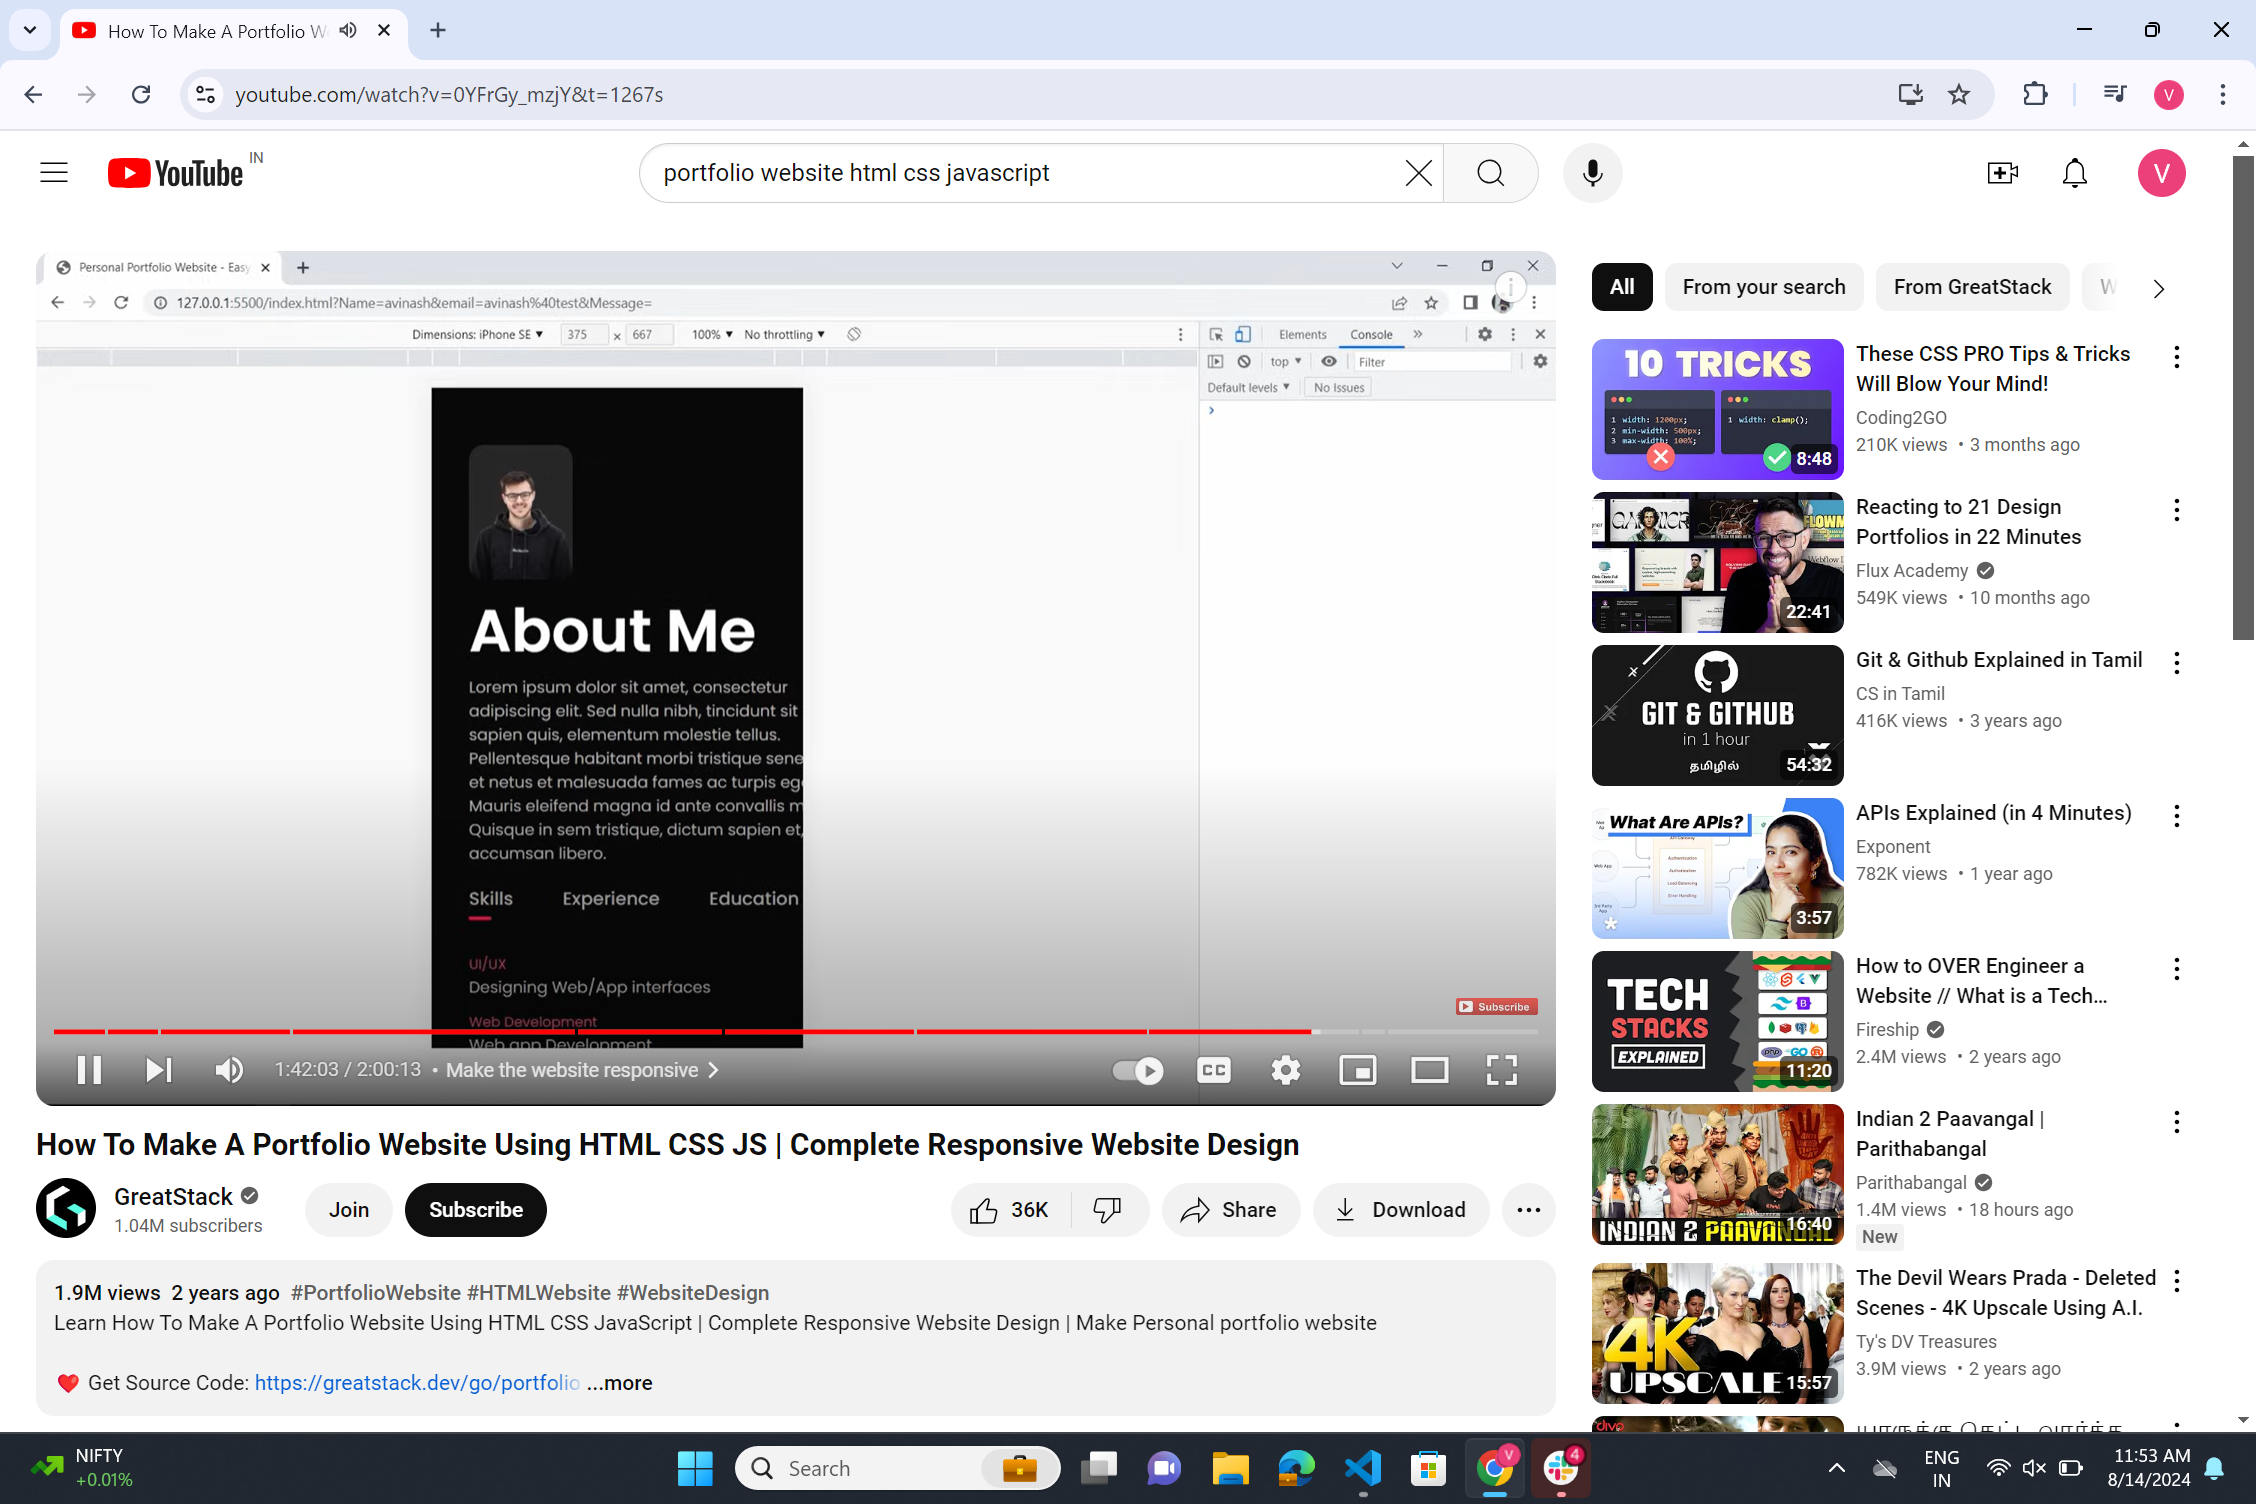 How To Make A Portfolio W
youtube.com/watch?v=0YFrGy_mzjY&t=1267s
V
YouTube IN
portfolio website html css javascript
V
Personal Portfolio Website - Easy
127.0.0.1:5500/index.html?Name=avinash&email=avinash%40test&Message=
Dimensions: iPhone SE 375 x 667 100% No throttling
Elements Console
top Filter
Default levels No Issues
About Me
Lorem ipsum dolor sit amet, consectetur
adipiscing elit. Sed nulla nibh, tincidunt sit
sapien quis, elementum molestie tellus.
Pellentesque habitant morbi tristique sene
et netus et malesuada fames ac turpis eg
Mauris eleifend magna id ante convallis m
Quisque in sem tristique, dictum sapien et,
accumsan libero.
Skills Experience Education
UI/UX
Designing Web/App interfaces
Web Development
Web app Development
Subscribe
1:42:03 / 2:00:13 • Make the website responsive
CC
How To Make A Portfolio Website Using HTML CSS JS | Complete Responsive Website Design
GreatStack
1.04M subscribers
Join
Subscribe
36K
Share
Download
1.9M views 2 years ago #PortfolioWebsite #HTMLWebsite #WebsiteDesign
Learn How To Make A Portfolio Website Using HTML CSS JavaScript | Complete Responsive Website Design | Make Personal portfolio website
❤️ Get Source Code: https://greatstack.dev/go/portfolio ...more
All From your search From GreatStack W
10 TRICKS
1 width: 1200px;
2 min-width: 500px;
3 max-width: 100%;
1 width: clamp();
8:48
These CSS PRO Tips & Tricks
Will Blow Your Mind!
Coding2GO
210K views • 3 months ago
22:41
Reacting to 21 Design
Portfolios in 22 Minutes
Flux Academy
549K views • 10 months ago
GIT & GITHUB
in 1 hour
தமிழில்
54:32
Git & Github Explained in Tamil
CS in Tamil
416K views • 3 years ago
What Are APIs?
3:57
APIs Explained (in 4 Minutes)
Exponent
782K views • 1 year ago
TECH
STACKS
EXPLAINED
11:20
How to OVER Engineer a
Website // What is a Tech...
Fireship
2.4M views • 2 years ago
INDIAN 2 PAAVANGAL
16:40
Indian 2 Paavangal |
Parithabangal
Parithabangal
1.4M views • 18 hours ago
New
4K
UPSCALE
15:57
The Devil Wears Prada - Deleted
Scenes - 4K Upscale Using A.I.
Ty's DV Treasures
3.9M views • 2 years ago
divo
NIFTY
+0.01%
Search
V
4
ENG
IN
11:53 AM
8/14/2024